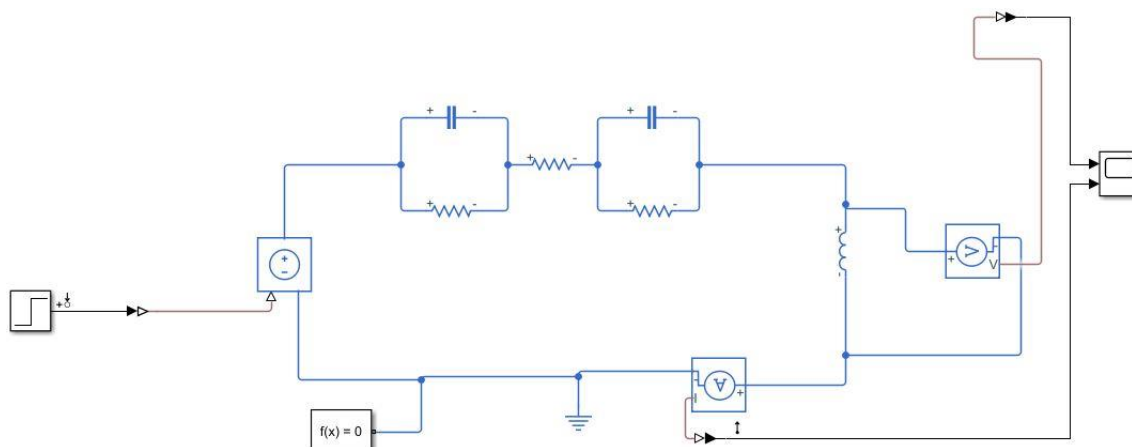 + -
+ -
+ -
+ -
+ -
+
-
+
-
+ V -
V
A
- +
I
f(x) = 0